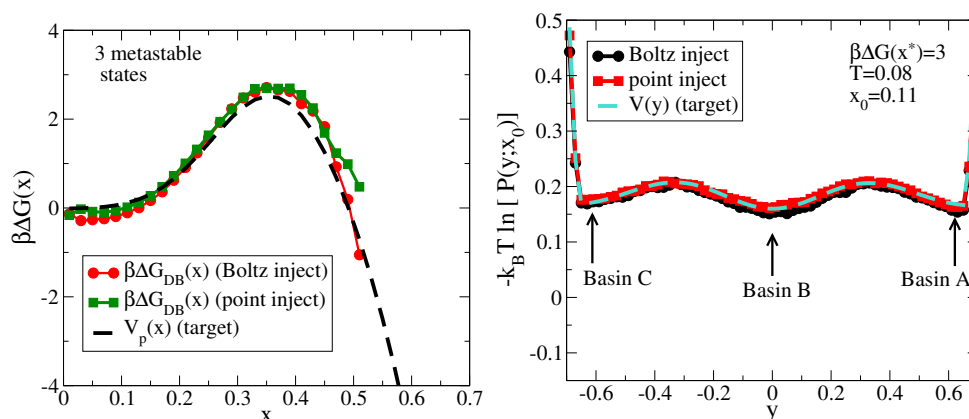 3 metastable
states
4
2
0
-2
-4
βΔG(x)
βΔG_DB(x) (Boltz inject)
βΔG_DB(x) (point inject)
V_p(x) (target)
0
0.1
0.2
0.3
0.4
0.5
0.6
0.7
x
0.5
0.4
0.3
0.2
0.1
0
-0.1
-k_BT ln [ P(y;x_0)]
Boltz inject
point inject
V(y) (target)
βΔG(x*)=3
T=0.08
x_0=0.11
Basin C
Basin B
Basin A
-0.6
-0.4
-0.2
0
0.2
0.4
0.6
y